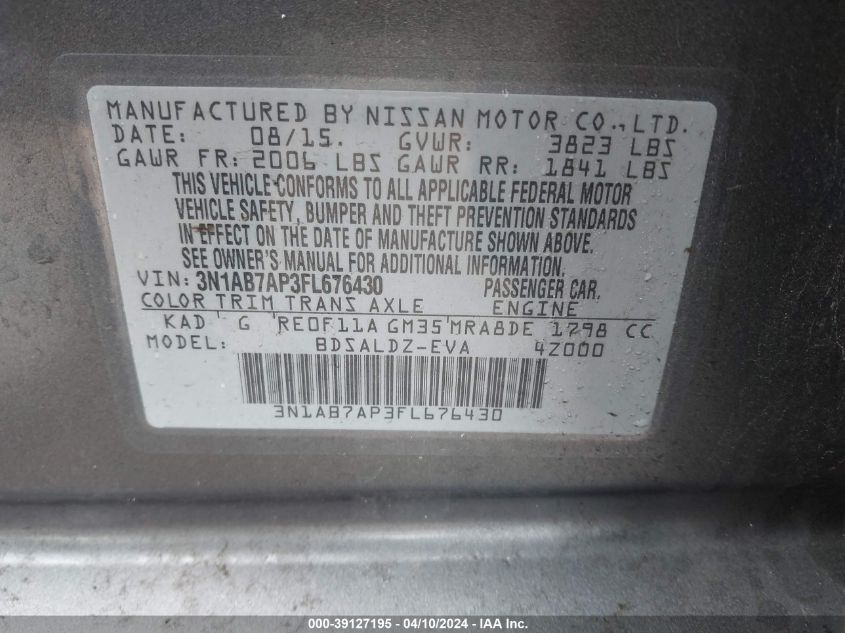 MANUFACTURED BY NISSAN MOTOR CO., LTD.
DATE: 08/15. GVWR: 3823 LBS
GAWR FR: 2006 LBS GAWR RR: 1841 LBS
THIS VEHICLE CONFORMS TO ALL APPLICABLE FEDERAL MOTOR
VEHICLE SAFETY, BUMPER AND THEFT PREVENTION STANDARDS
IN EFFECT ON THE DATE OF MANUFACTURE SHOWN ABOVE.
SEE OWNER'S MANUAL FOR ADDITIONAL INFORMATION.
VIN: 3N1AB7AP3FL676430 PASSENGER CAR.
COLOR TRIM TRANS AXLE ENGINE
KAD G RE0F11A GM35 MRA8DE 1798 CC
MODEL: BDSALDZ-EVA 4Z000
3N1AB7AP3FL676430
000-39127195 - 04/10/2024 - IAA Inc.